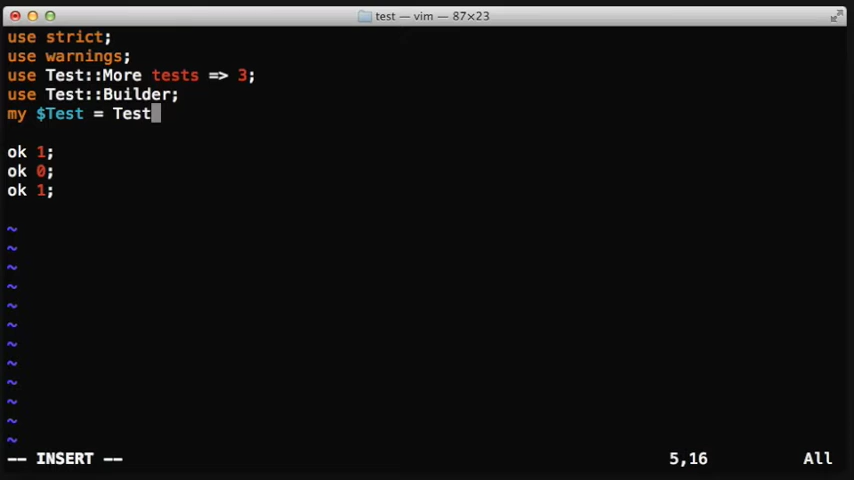 test — vim — 87×23
use strict;
use warnings;
use Test::More tests => 3;
use Test::Builder;
my $Test = Test
ok 1;
ok 0;
ok 1;
~
~
~
~
~
~
~
~
~
~
~
~
-- INSERT -- 5,16 All